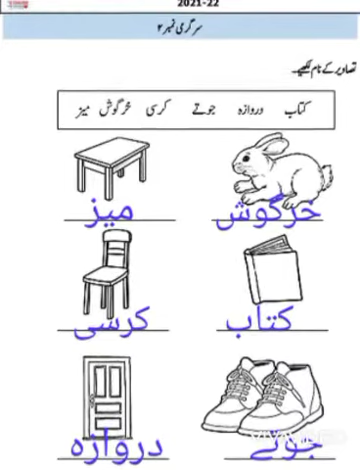 2021-22
سرگرمی نمبر ۲
تصاویر کے نام لکھیے۔
کتاب دروازہ جوتے کرسی خرگوش میز
خرگوش میز
کتاب کرسی
جوتے دروازہ